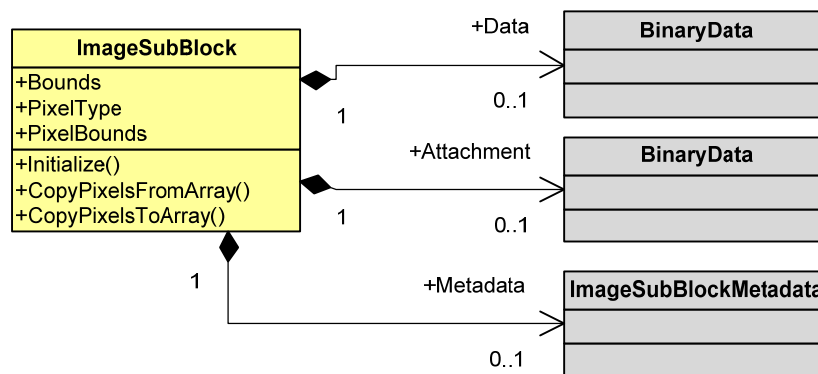 ImageSubBlock
+Bounds
+PixelType
+PixelBounds
+Initialize()
+CopyPixelsFromArray()
+CopyPixelsToArray()
+Data
1
0..1
BinaryData
+Attachment
1
0..1
BinaryData
1
+Metadata
0..1
ImageSubBlockMetadata